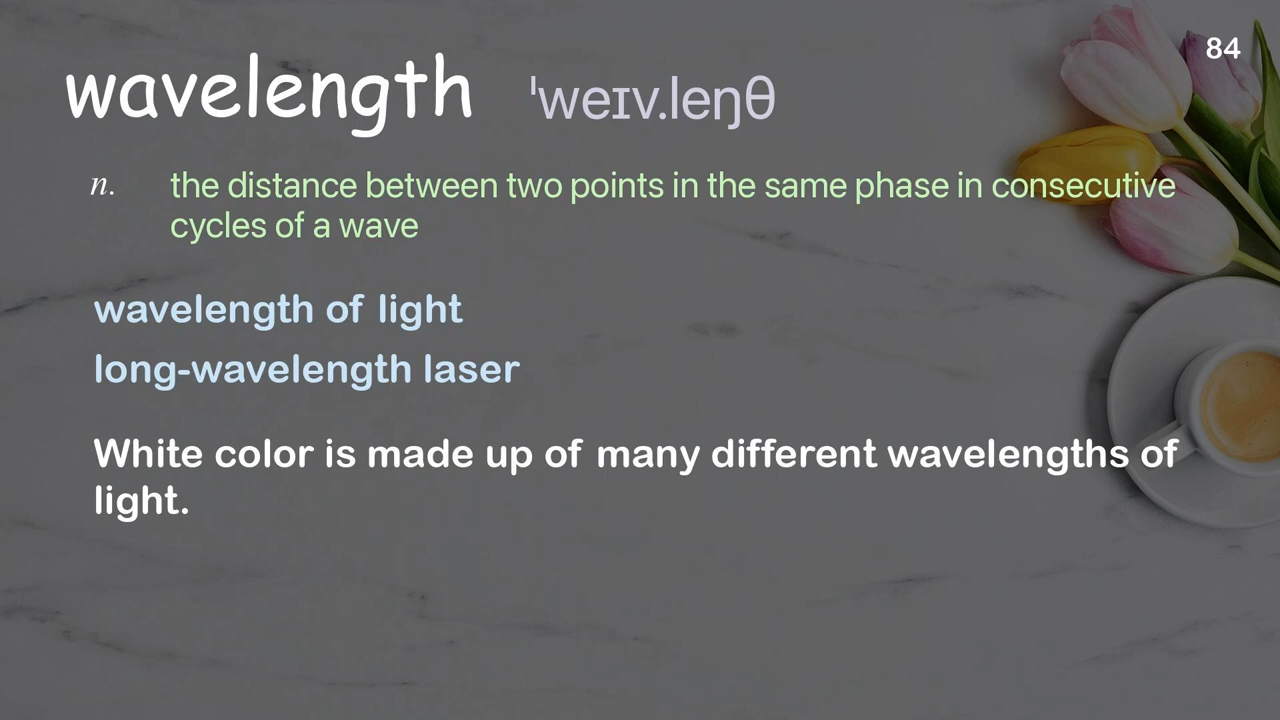 84
wavelength ˈweɪv.leŋθ
n. the distance between two points in the same phase in consecutive
cycles of a wave
wavelength of light
long-wavelength laser
White color is made up of many different wavelengths of
light.